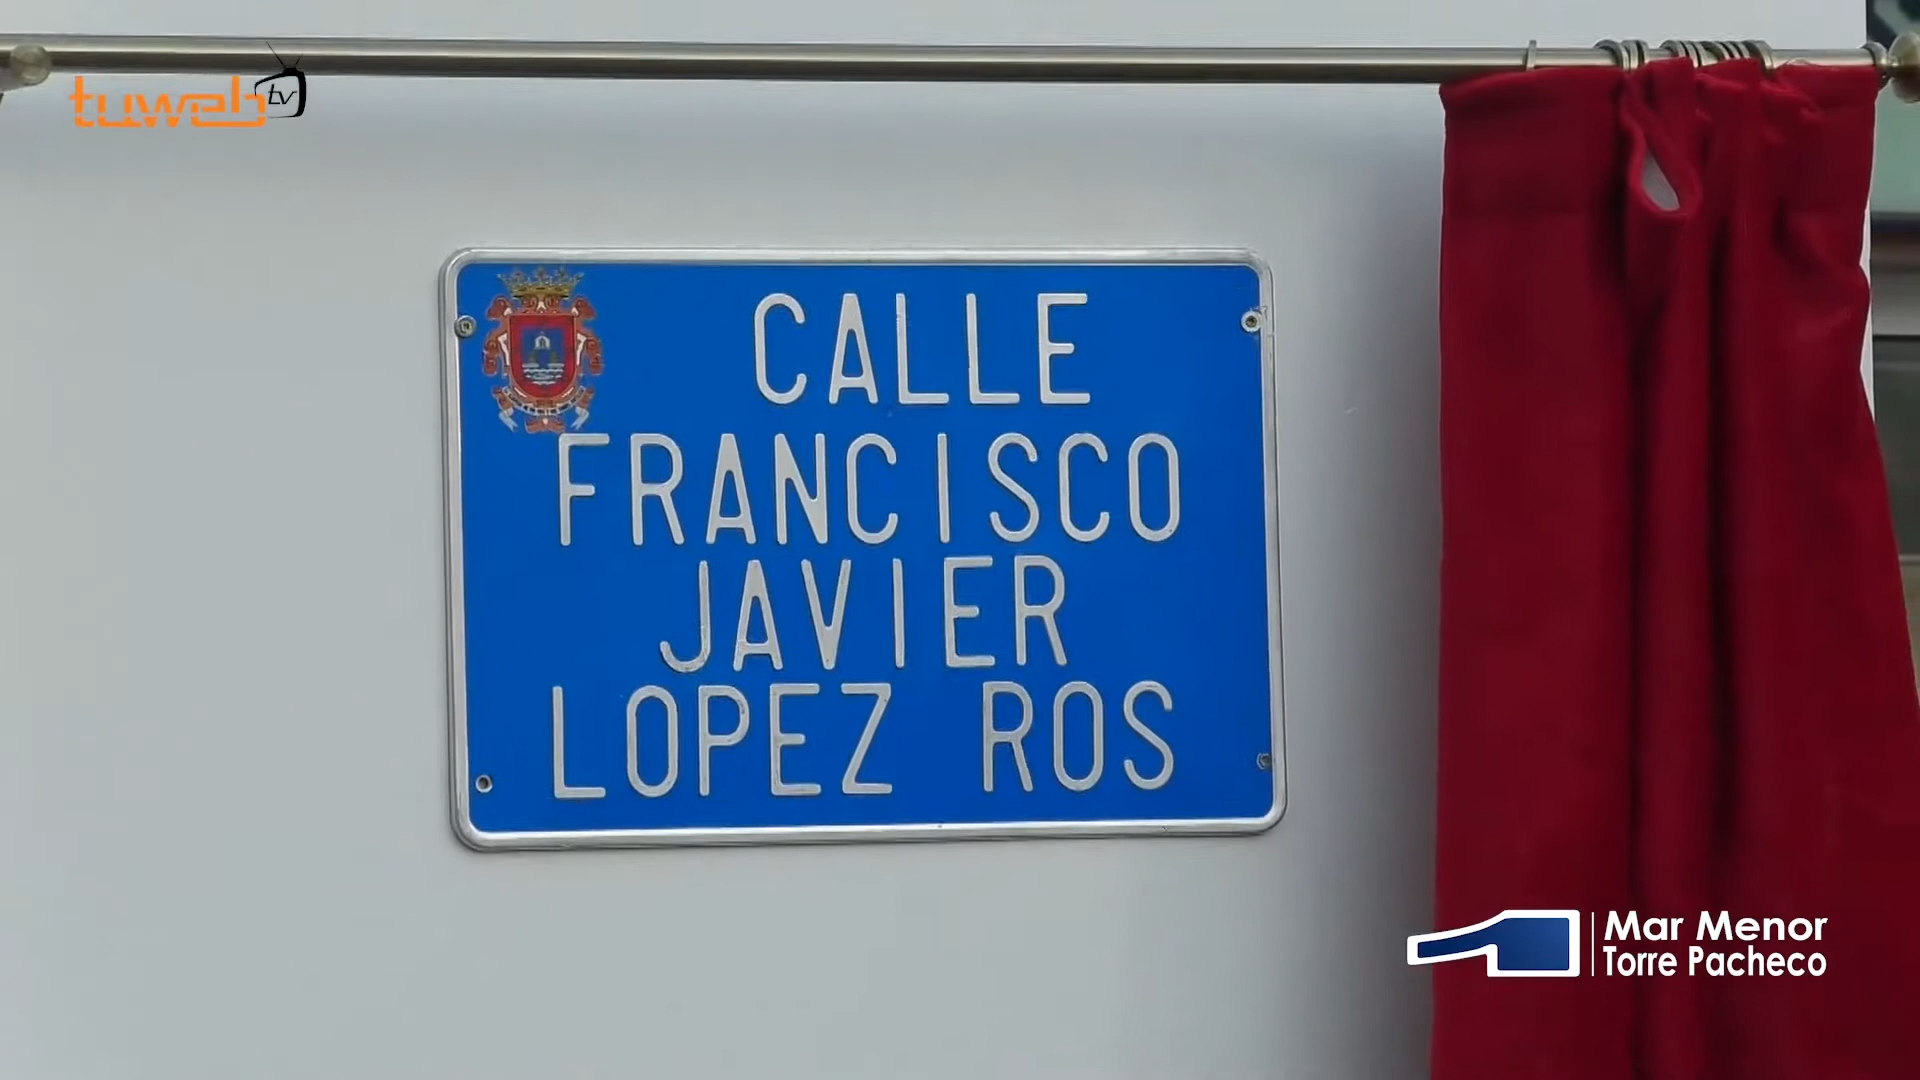 tuweb tv
CALLE
FRANCISCO
JAVIER
LOPEZ ROS
Mar Menor
Torre Pacheco